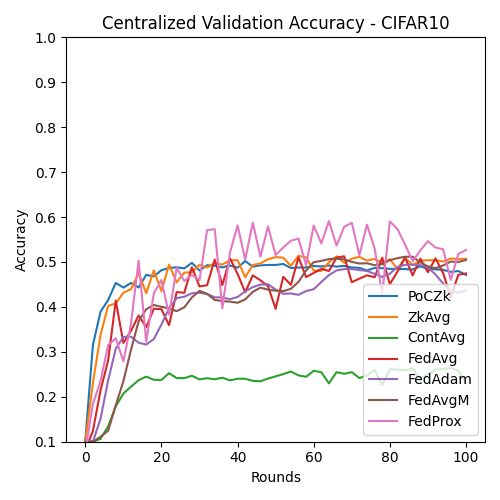 Centralized Validation Accuracy - CIFAR10
Accuracy
1.0
0.9
0.8
0.7
0.6
0.5
0.4
0.3
0.2
0.1
PoCZk
ZkAvg
ContAvg
FedAvg
FedAdam
FedAvgM
FedProx
0
20
40
60
80
100
Rounds